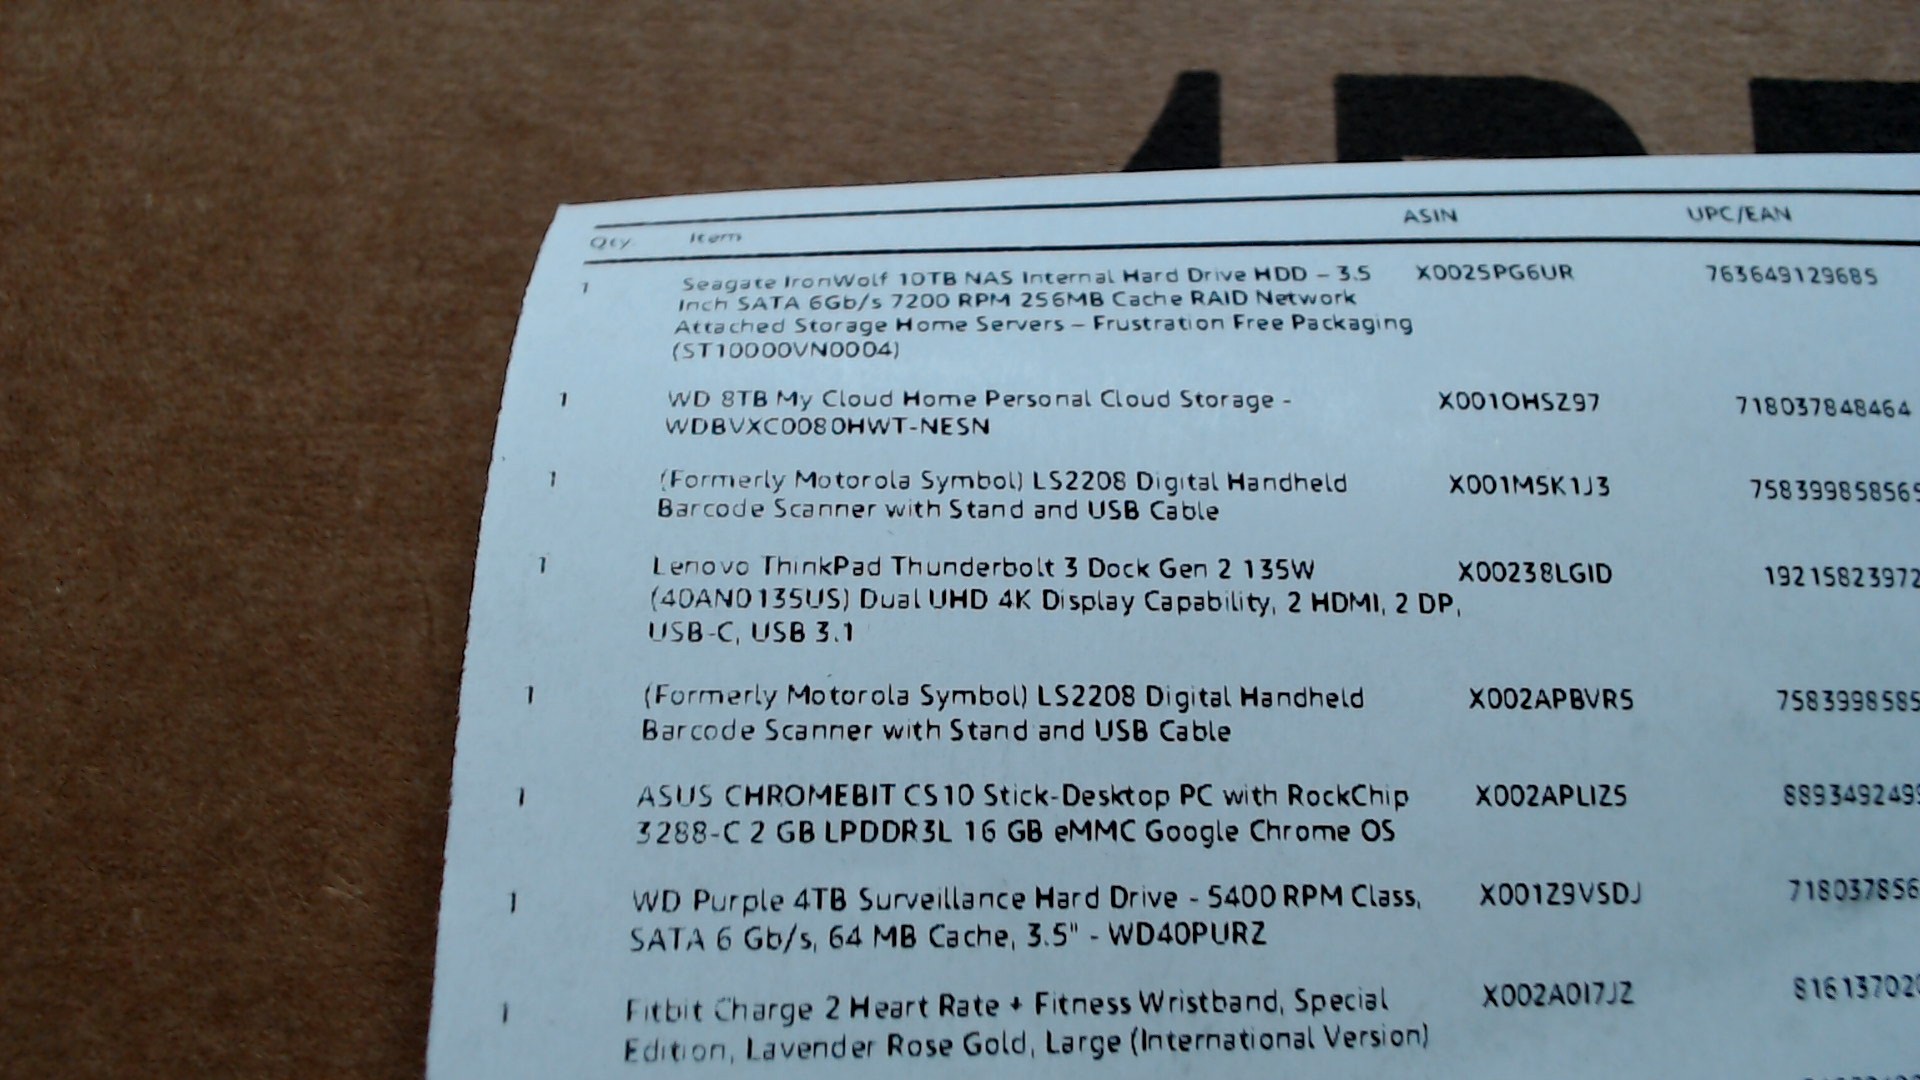 Qty Item ASIN UPC/EAN
1 Seagate IronWolf 10TB NAS Internal Hard Drive HDD – 3.5 X002SPG6UR 763649129685
Inch SATA 6Gb/s 7200 RPM 256MB Cache RAID Network
Attached Storage Home Servers – Frustration Free Packaging
(ST10000VN0004)
1 WD 8TB My Cloud Home Personal Cloud Storage - X001OHSZ97 718037848464
WDBVXC0080HWT-NESN
1 (Formerly Motorola Symbol) LS2208 Digital Handheld X001M5K1J3 758399858565
Barcode Scanner with Stand and USB Cable
1 Lenovo ThinkPad Thunderbolt 3 Dock Gen 2 135W X00238LGID 19215823972
(40AN0135US) Dual UHD 4K Display Capability, 2 HDMI, 2 DP,
USB-C, USB 3.1
1 (Formerly Motorola Symbol) LS2208 Digital Handheld X002APBVR5 7583998585
Barcode Scanner with Stand and USB Cable
1 ASUS CHROMEBIT CS10 Stick-Desktop PC with RockChip X002APLIZ5 8893492499
3288-C 2 GB LPDDR3L 16 GB eMMC Google Chrome OS
1 WD Purple 4TB Surveillance Hard Drive - 5400 RPM Class, X001Z9VSDJ 718037856
SATA 6 Gb/s, 64 MB Cache, 3.5" - WD40PURZ
1 Fitbit Charge 2 Heart Rate + Fitness Wristband, Special X002A0I7JZ 816137020
Edition, Lavender Rose Gold, Large (International Version)